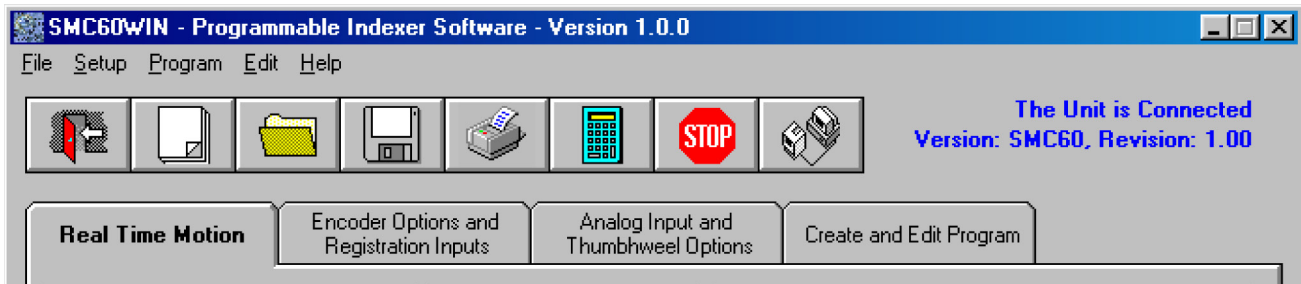 SMC60WIN - Programmable Indexer Software - Version 1.0.0
File Setup Program Edit Help
STOP
The Unit is Connected
Version: SMC60, Revision: 1.00
Real Time Motion
Encoder Options and
Registration Inputs
Analog Input and
Thumbhweel Options
Create and Edit Program